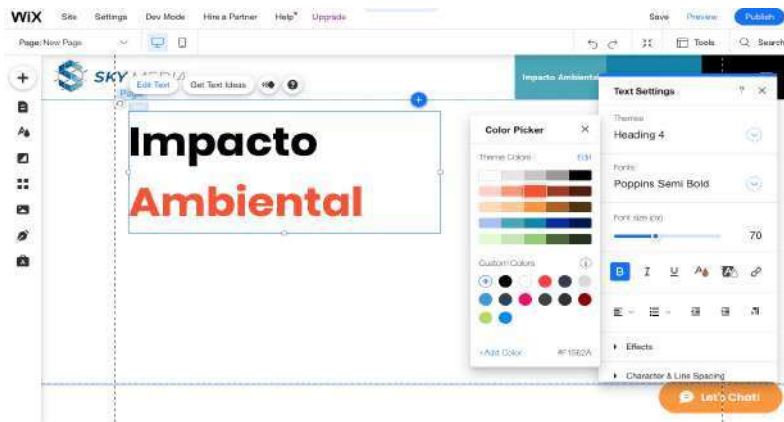 WiX Site Settings Dev Mode Hire a Partner Help Upgrade Save Preview Publish
Page: New Page Tools Search
SKY MEDIA
Impacto Ambiental
Page
Edit Text Get Text Ideas ?
Impacto
Ambiental
Color Picker ×
Theme Colors Edit
Custom Colors
+Add Color
Text Settings ? ×
Themes
Heading 4
Fonts
Poppins Semi Bold
Font size (px)
70
B I U
Effects
Character & Line Spacing
Let's Chat!